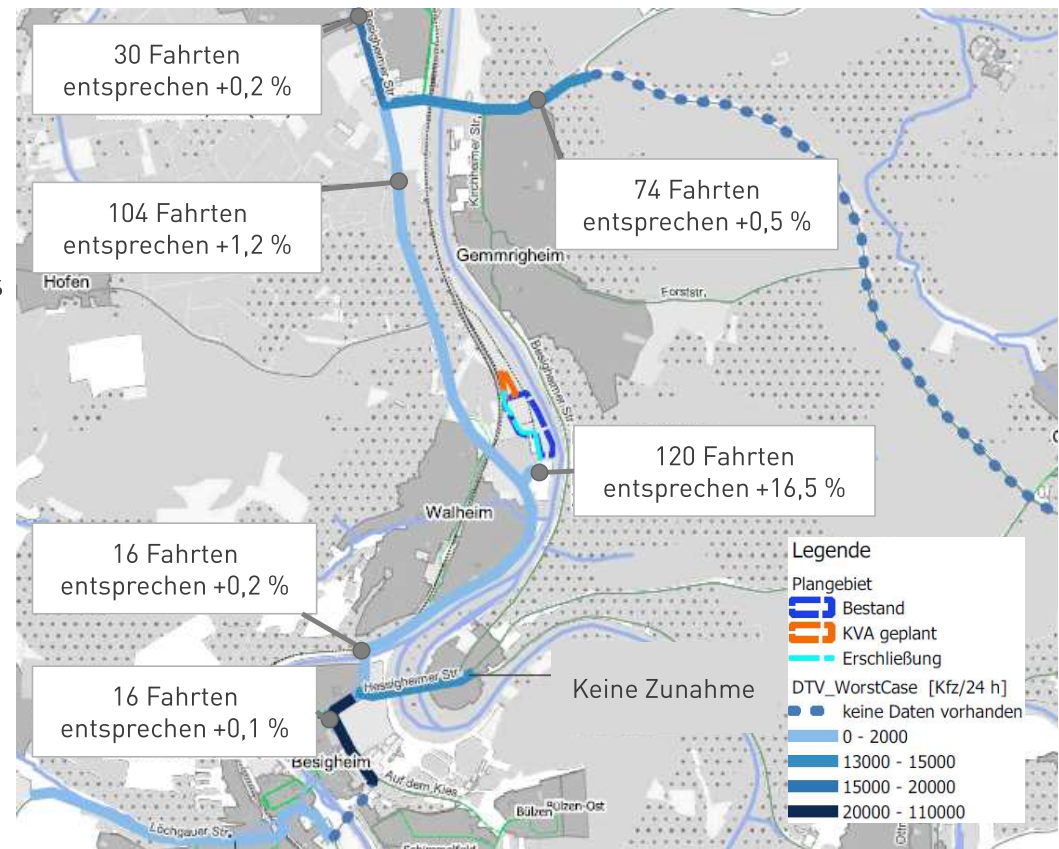 30 Fahrten
entsprechen +0,2 %
Besigheimer Str.
104 Fahrten
entsprechen +1,2 %
Kirchheimer Str.
74 Fahrten
entsprechen +0,5 %
Gemmrigheim
Hofen
Forststr.
Besigheimer Str
120 Fahrten
entsprechen +16,5 %
Walheim
16 Fahrten
entsprechen +0,2 %
Hessigheimer Str.
Keine Zunahme
16 Fahrten
entsprechen +0,1 %
Besigheim
Auf dem Kies
Bülzen
Bülzen-Ost
Löchgauer Str.
Legende
Plangebiet
Bestand
KVA geplant
Erschließung
DTV_WorstCase [Kfz/24 h]
keine Daten vorhanden
0 - 2000
13000 - 15000
15000 - 20000
20000 - 110000